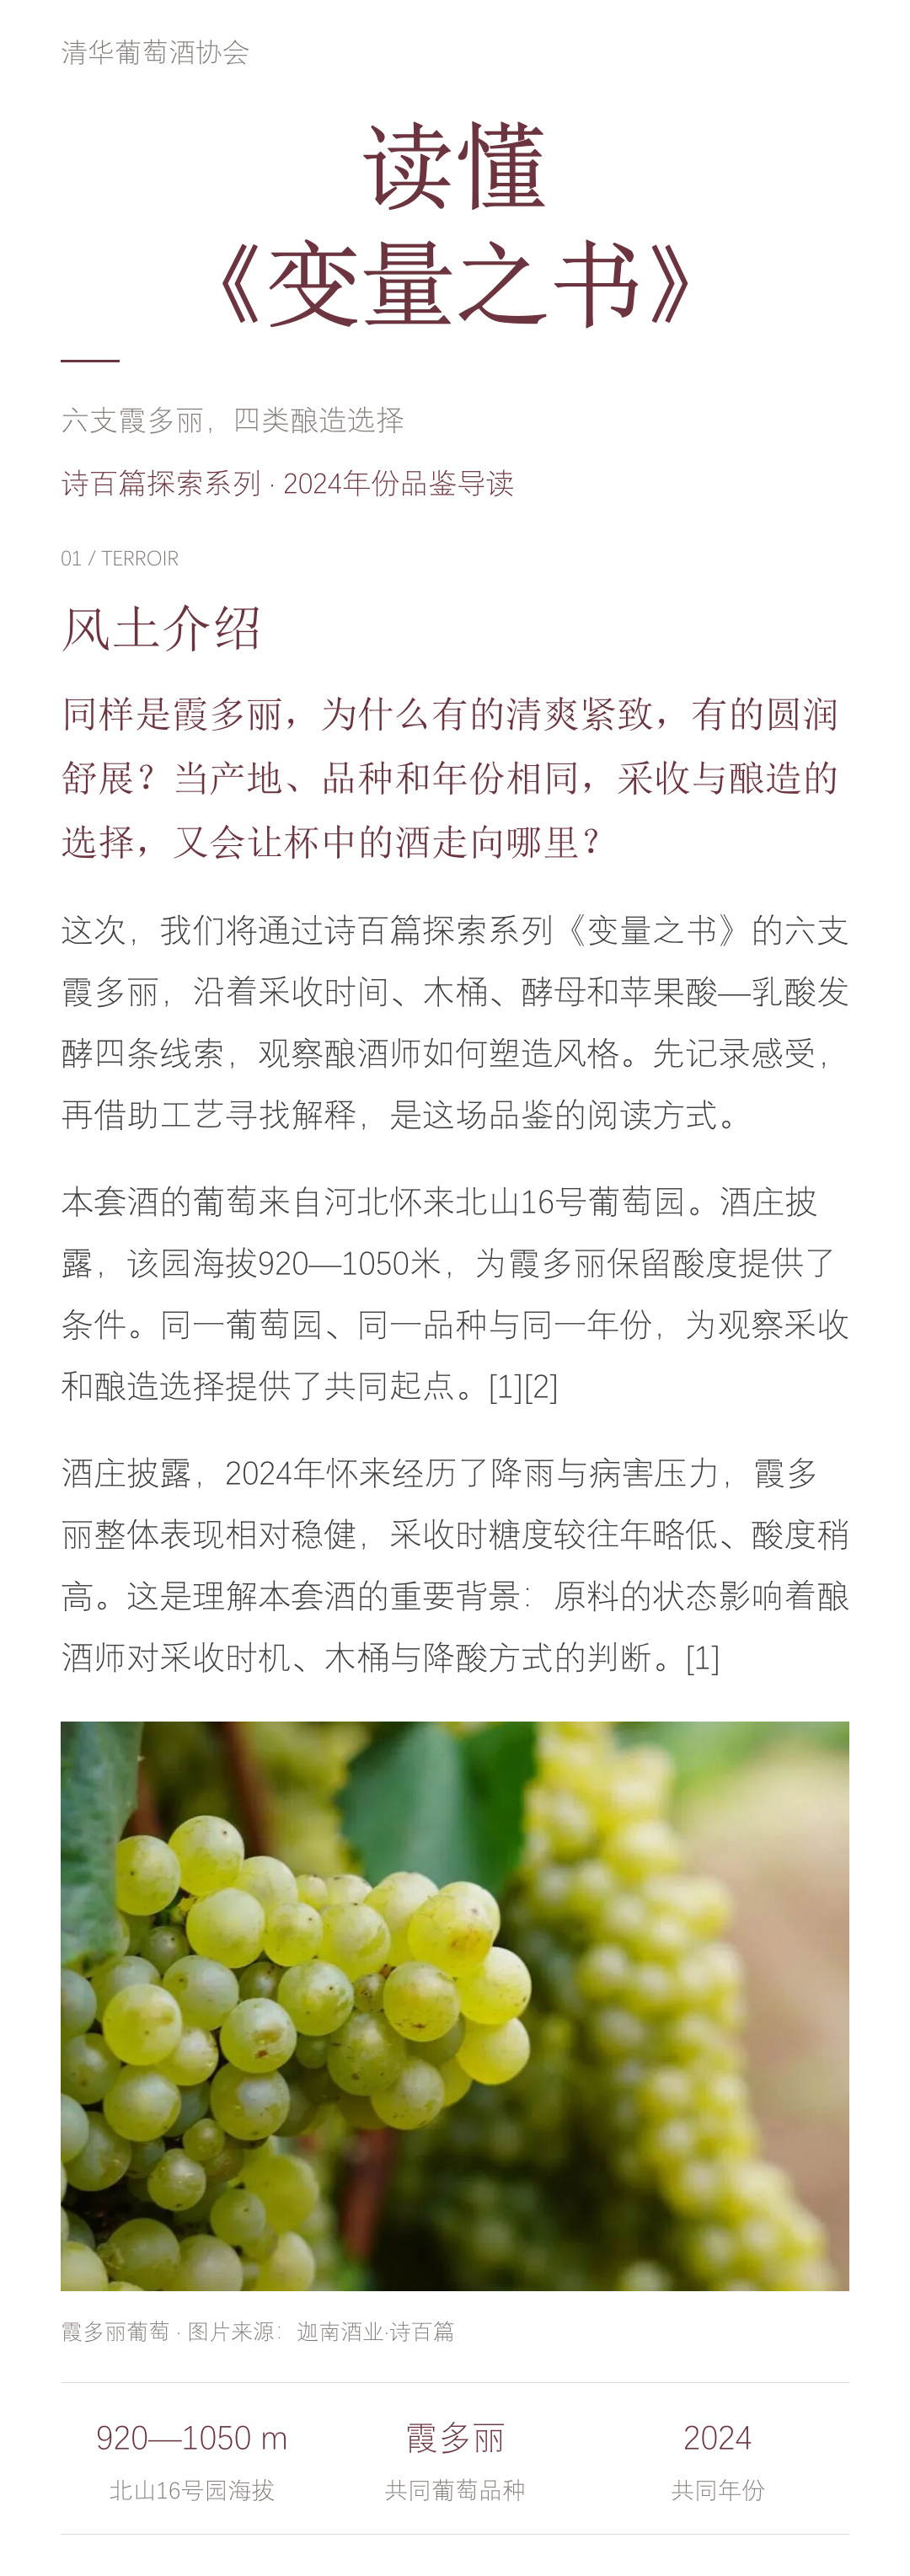 清华葡萄酒协会
读懂
《变量之书》
六支霞多丽，四类酿造选择
诗百篇探索系列 · 2024年份品鉴导读
01 / TERROIR
风土介绍
同样是霞多丽，为什么有的清爽紧致，有的圆润
舒展？当产地、品种和年份相同，采收与酿造的
选择，又会让杯中的酒走向哪里？
这次，我们将通过诗百篇探索系列《变量之书》的六支
霞多丽，沿着采收时间、木桶、酵母和苹果酸—乳酸发
酵四条线索，观察酿酒师如何塑造风格。先记录感受，
再借助工艺寻找解释，是这场品鉴的阅读方式。
本套酒的葡萄来自河北怀来北山16号葡萄园。酒庄披
露，该园海拔920—1050米，为霞多丽保留酸度提供了
条件。同一葡萄园、同一品种与同一年份，为观察采收
和酿造选择提供了共同起点。[1][2]
酒庄披露，2024年怀来经历了降雨与病害压力，霞多
丽整体表现相对稳健，采收时糖度较往年略低、酸度稍
高。这是理解本套酒的重要背景：原料的状态影响着酿
酒师对采收时机、木桶与降酸方式的判断。[1]
霞多丽葡萄 · 图片来源：迦南酒业·诗百篇
920—1050 m 霞多丽 2024
北山16号园海拔 共同葡萄品种 共同年份